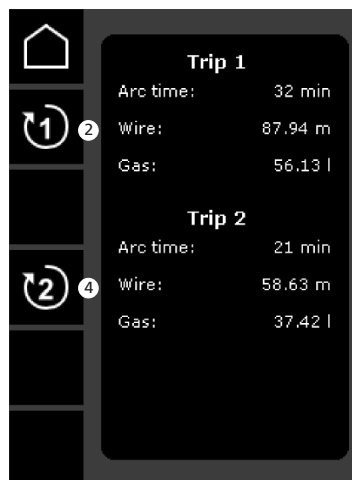 Trip 1
Arc time: 32 min
1
2
Wire: 87.94 m
Gas: 56.13 l
Trip 2
Arc time: 21 min
2
4
Wire: 58.63 m
Gas: 37.42 l